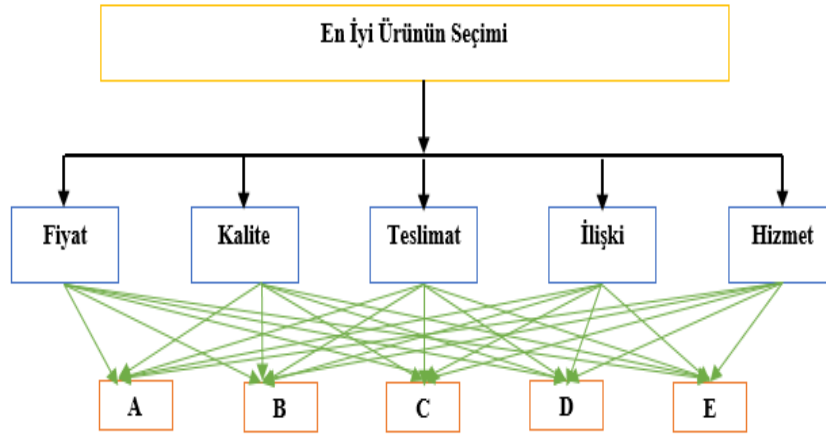 En İyi Ürünün Seçimi
Fiyat
Kalite
Teslimat
İlişki
Hizmet
A
B
C
D
E